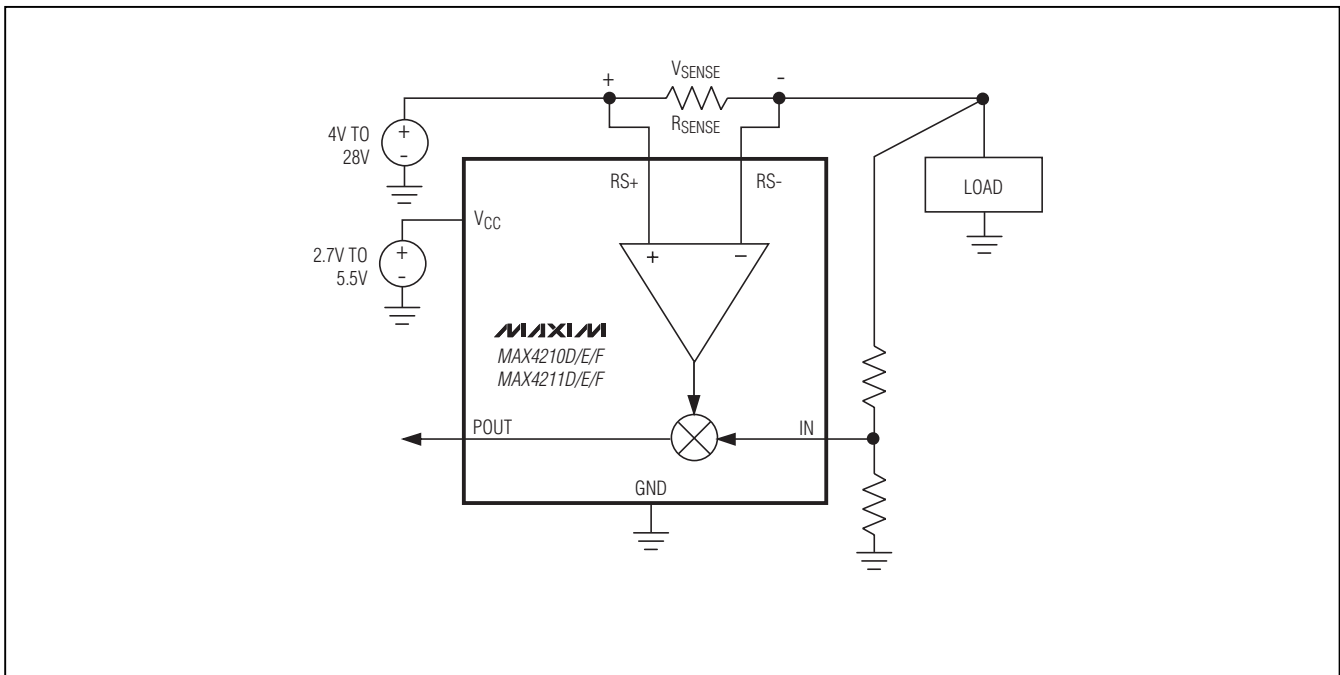 VSENSE
+
-
RSENSE
4V TO
28V
+
-
RS+
RS-
LOAD
VCC
2.7V TO
5.5V
+
-
+
−
MAXIM
MAX4210D/E/F
MAX4211D/E/F
POUT
IN
GND